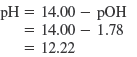 pH = 14.00 – pOH
= 14.00 – 1.78
= 12.22